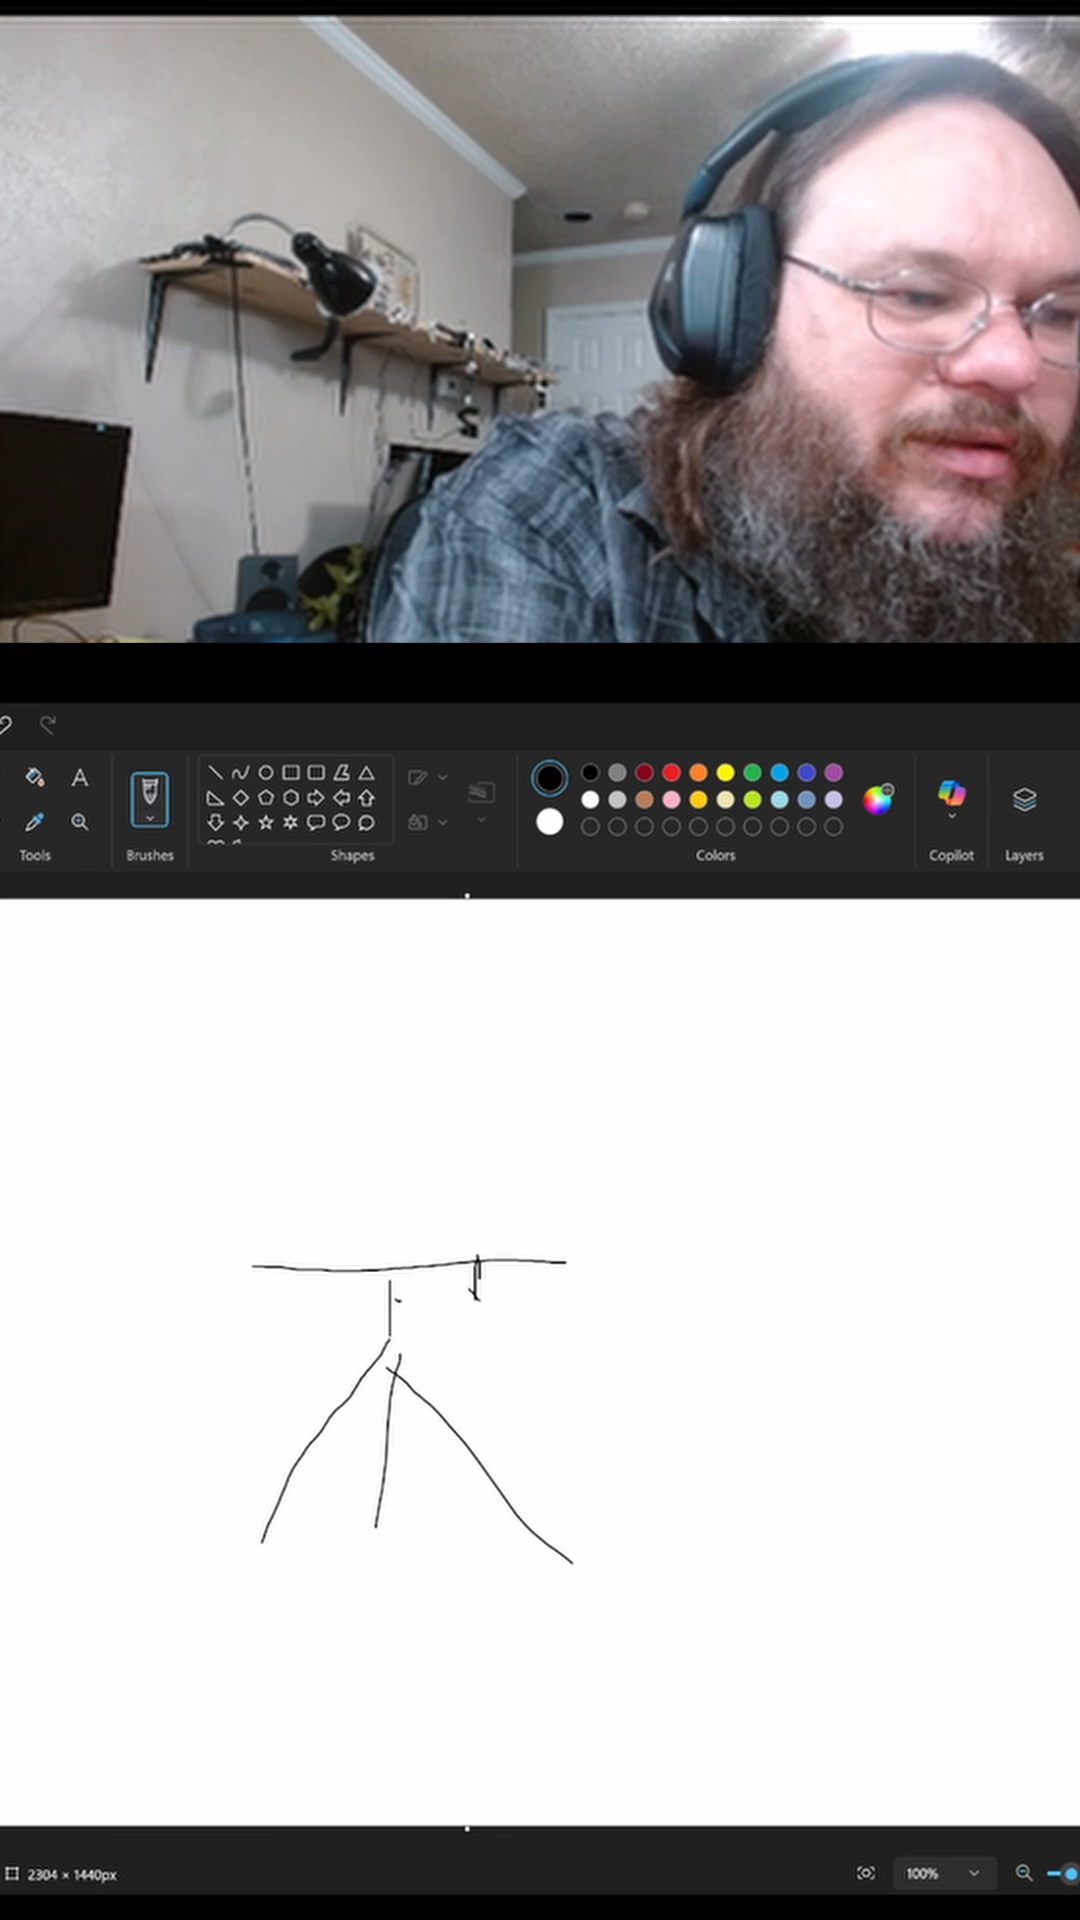 A
Tools
Brushes
Shapes
Colors
Copilot
Layers
2304 × 1440px
100%